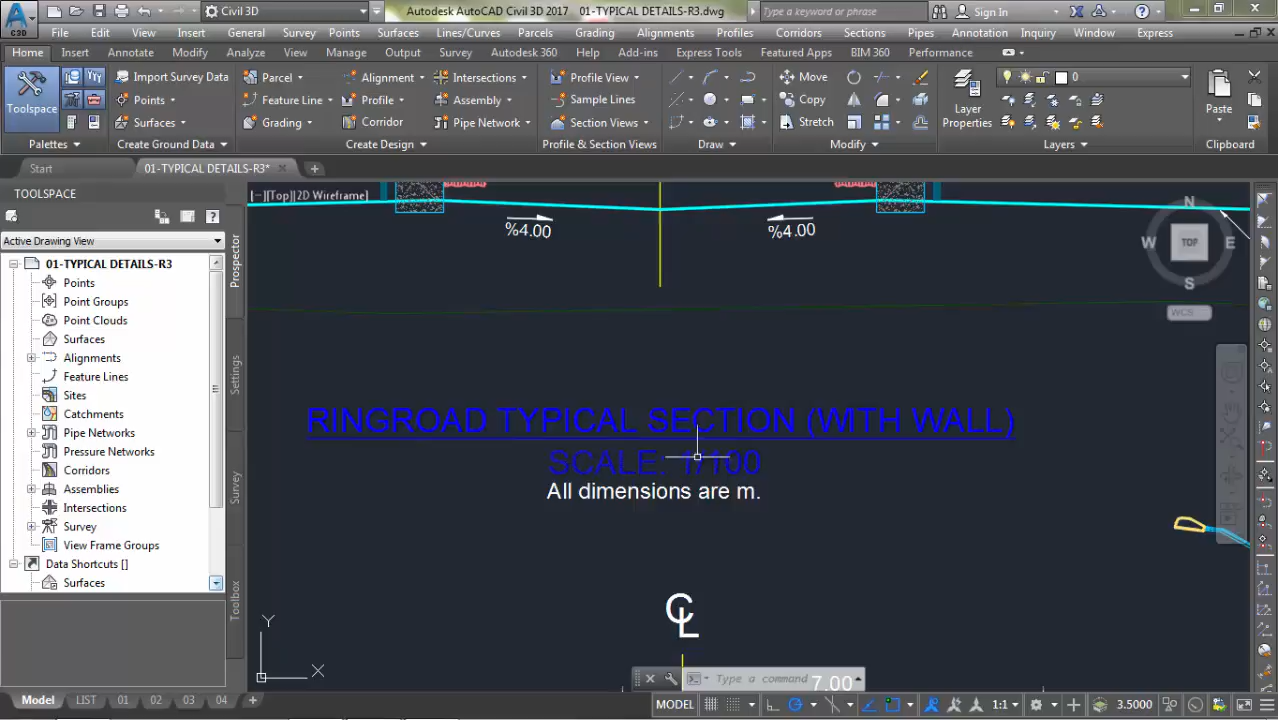 C3D
Civil 3D
Autodesk AutoCAD Civil 3D 2017 01-TYPICAL DETAILS-R3.dwg
Type a keyword or phrase
Sign In
File Edit View Insert General Survey Points Surfaces Lines/Curves Parcels Grading Alignments Profiles Corridors Sections Pipes Annotation Inquiry Window Express
Home Insert Annotate Modify Analyze View Manage Output Survey Autodesk 360 Help Add-ins Express Tools Featured Apps BIM 360 Performance
Import Survey Data Parcel Alignment Intersections Profile View Move 0
Toolspace Points Feature Line Profile Assembly Sample Lines Copy Layer Properties Paste
Surfaces Grading Corridor Pipe Network Section Views Stretch
Palettes Create Ground Data Create Design Profile & Section Views Draw Modify Layers Clipboard
Start 01-TYPICAL DETAILS-R3*
TOOLSPACE
Active Drawing View
01-TYPICAL DETAILS-R3
Points
Point Groups
Point Clouds
Surfaces
Alignments
Feature Lines
Sites
Catchments
Pipe Networks
Pressure Networks
Corridors
Assemblies
Intersections
Survey
View Frame Groups
Data Shortcuts []
Surfaces
Prospector
Settings
Survey
Toolbox
[−][Top][2D Wireframe]
%4.00
%4.00
N
W TOP E
S
WCS
RINGROAD TYPICAL SECTION (WITH WALL)
SCALE: 1/100
All dimensions are m.
CL
Y
X
Type a command
7.00
Model LIST 01 02 03 04
MODEL 1:1 3.5000